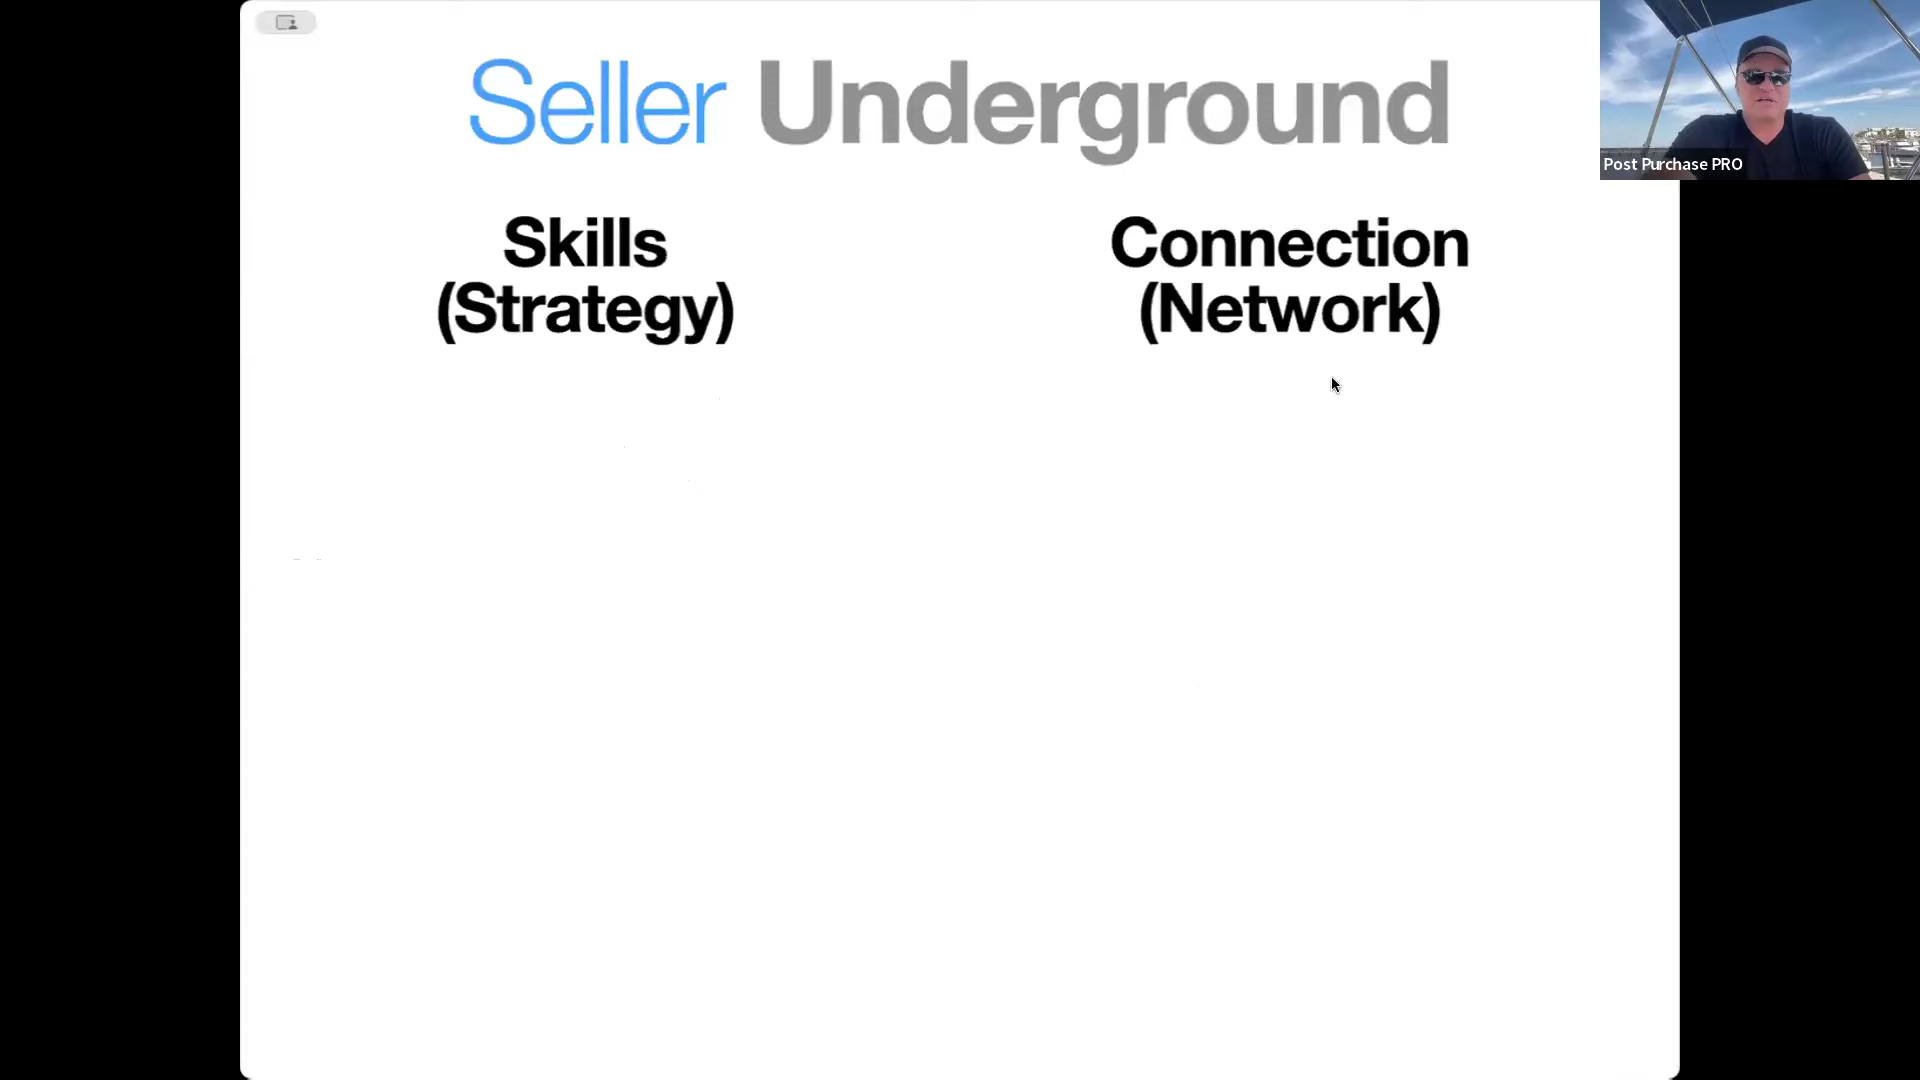 Seller Underground
Skills
(Strategy)
Connection
(Network)
Post Purchase PRO